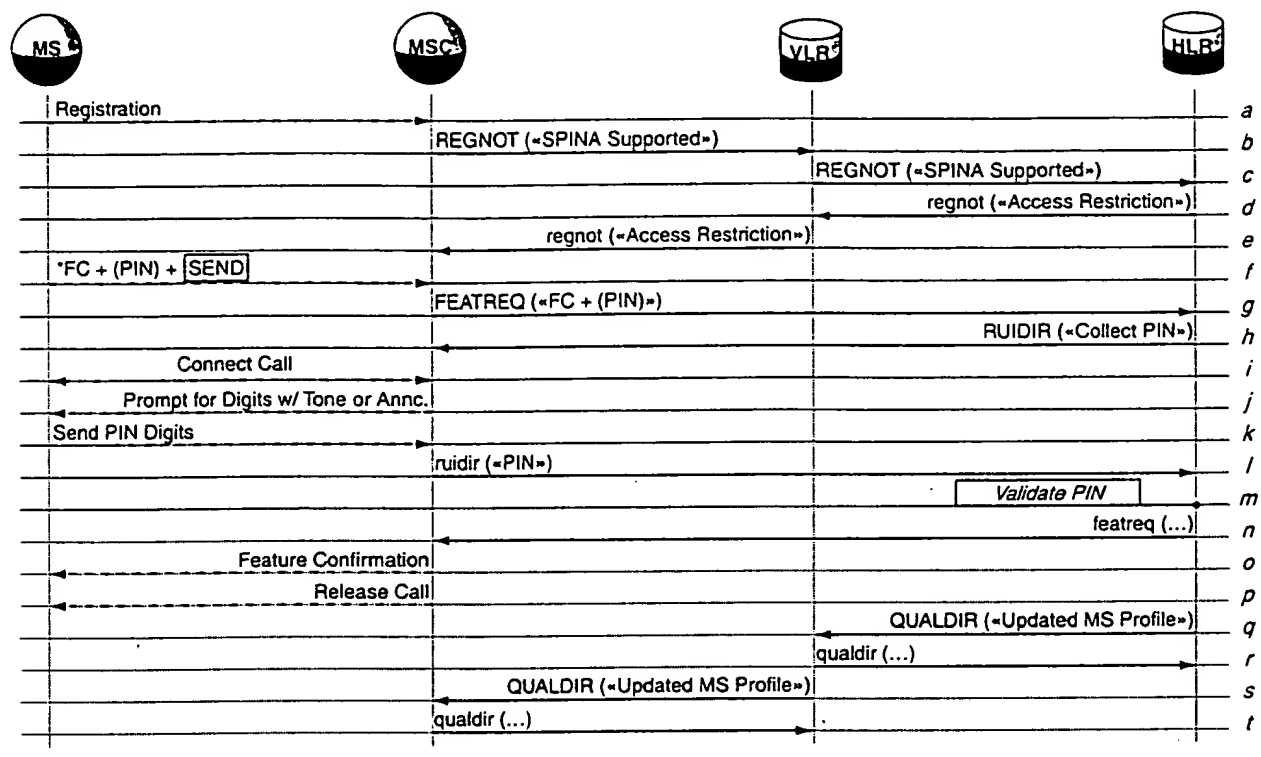 MS MSC VLR HLR
Registration a
REGNOT («SPINA Supported») b
REGNOT («SPINA Supported») c
regnot («Access Restriction») d
regnot («Access Restriction») e
*FC + (PIN) + SEND f
FEATREQ («FC + (PIN)») g
RUIDIR («Collect PIN») h
Connect Call i
Prompt for Digits w/ Tone or Annc. j
Send PIN Digits k
ruidir («PIN») l
Validate PIN m
featreq (...) n
Feature Confirmation o
Release Call p
QUALDIR («Updated MS Profile») q
qualdir (...) r
QUALDIR («Updated MS Profile») s
qualdir (...) t